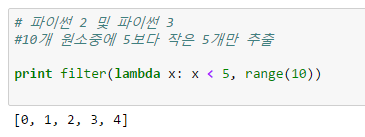 # 파이썬 2 및 파이썬 3
#10개 원소중에 5보다 작은 5개만 추출
print filter(lambda x: x < 5, range(10))
[0, 1, 2, 3, 4]